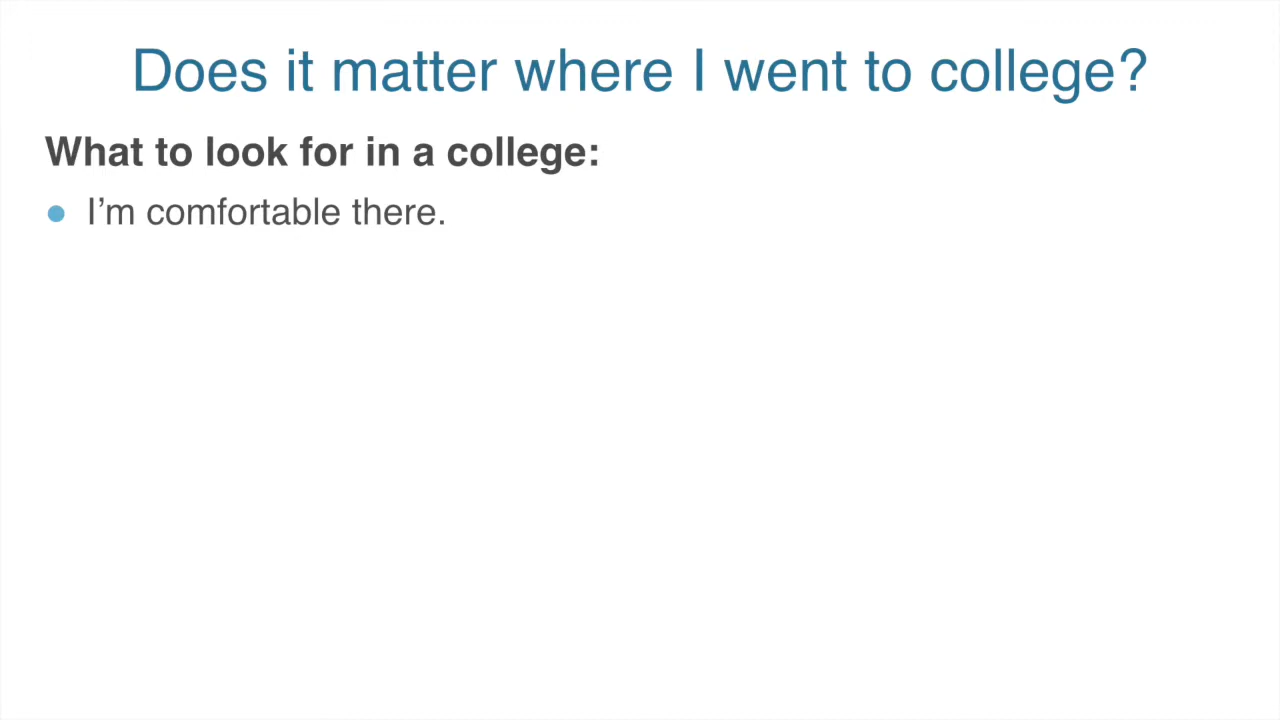 Does it matter where I went to college?
What to look for in a college:
● I’m comfortable there.